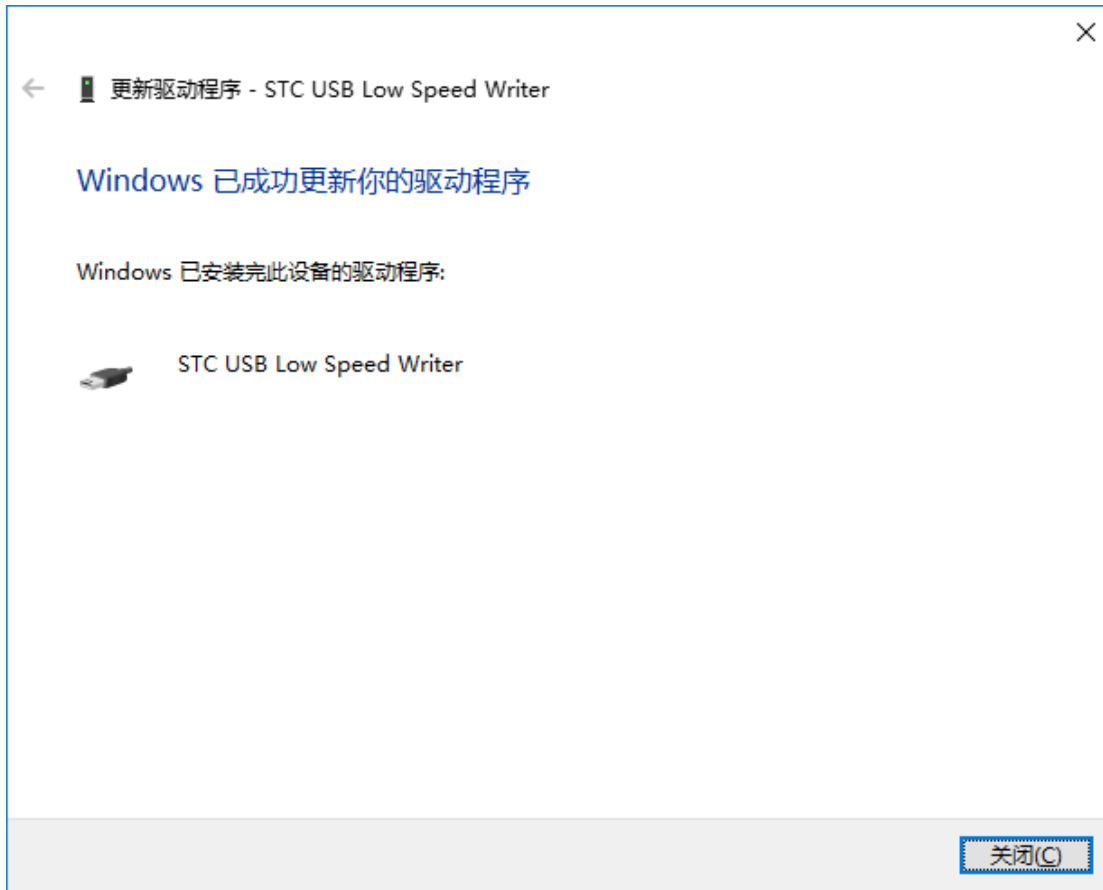 更新驱动程序 - STC USB Low Speed Writer
Windows 已成功更新你的驱动程序
Windows 已安装完此设备的驱动程序:
STC USB Low Speed Writer
关闭(C)